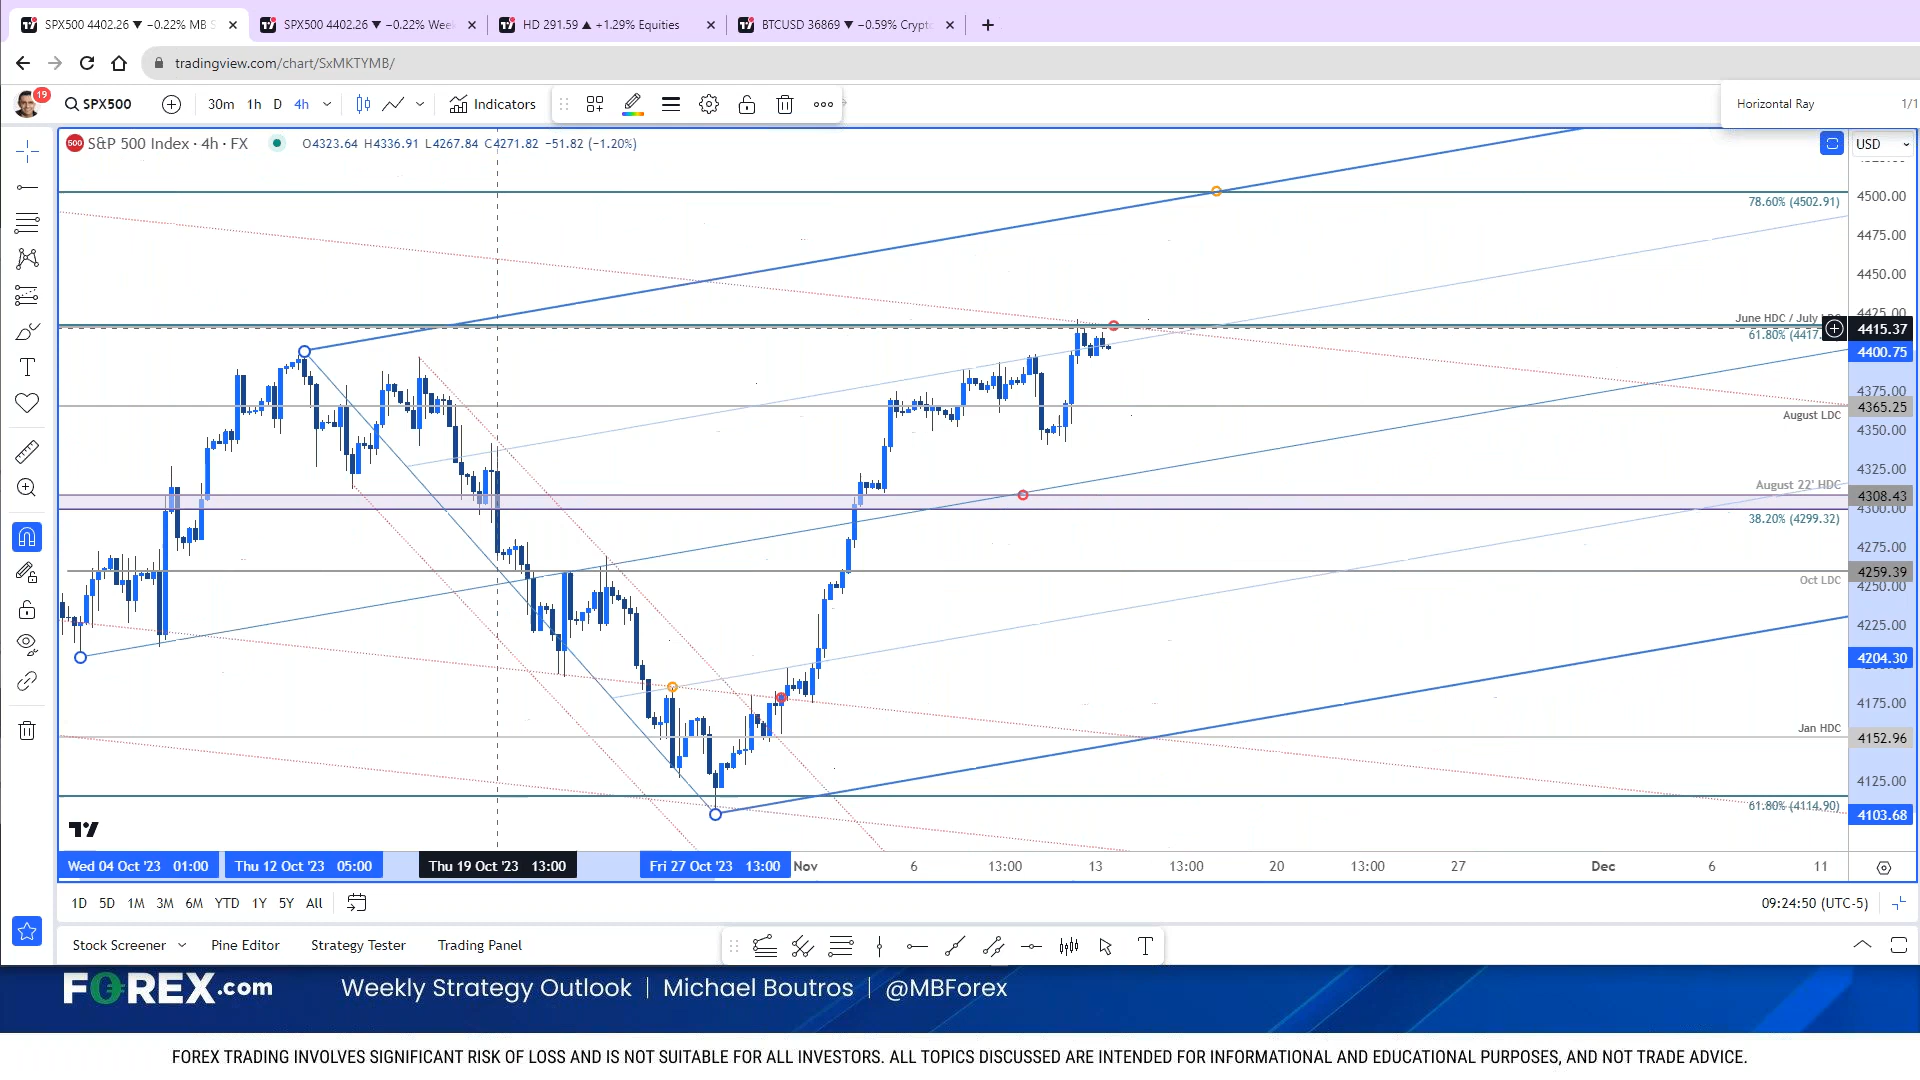 SPX500 4402.26 ▼ −0.22% MB S
SPX500 4402.26 ▼ −0.22% Wee
HD 291.59 ▲ +1.29% Equities
BTCUSD 36869 ▼ −0.59% Crypt
tradingview.com/chart/SxMKTYMB/
19
SPX500
30m 1h D 4h
Indicators
Horizontal Ray 1/1
500
S&P 500 Index · 4h · FX
O4323.64 H4336.91 L4267.84 C4271.82 −51.82 (−1.20%)
USD
4500.00
78.60% (4502.91)
4475.00
4450.00
4425.00
June HDC / July
4415.37
61.80% (4417.
4400.75
4375.00
4365.25
August LDC
4350.00
4325.00
August 22' HDC
4308.43
4300.00
38.20% (4299.32)
4275.00
4259.39
Oct LDC
4250.00
4225.00
4204.30
4175.00
Jan HDC
4152.96
4125.00
61.80% (4114.90)
4103.68
Wed 04 Oct '23 01:00
Thu 12 Oct '23 05:00
Thu 19 Oct '23 13:00
Fri 27 Oct '23 13:00
Nov 6 13:00 13 13:00 20 13:00 27 Dec 6 11
1D 5D 1M 3M 6M YTD 1Y 5Y All
09:24:50 (UTC-5)
Stock Screener Pine Editor Strategy Tester Trading Panel
FOREX.com
Weekly Strategy Outlook | Michael Boutros | @MBForex
FOREX TRADING INVOLVES SIGNIFICANT RISK OF LOSS AND IS NOT SUITABLE FOR ALL INVESTORS. ALL TOPICS DISCUSSED ARE INTENDED FOR INFORMATIONAL AND EDUCATIONAL PURPOSES, AND NOT TRADE ADVICE.